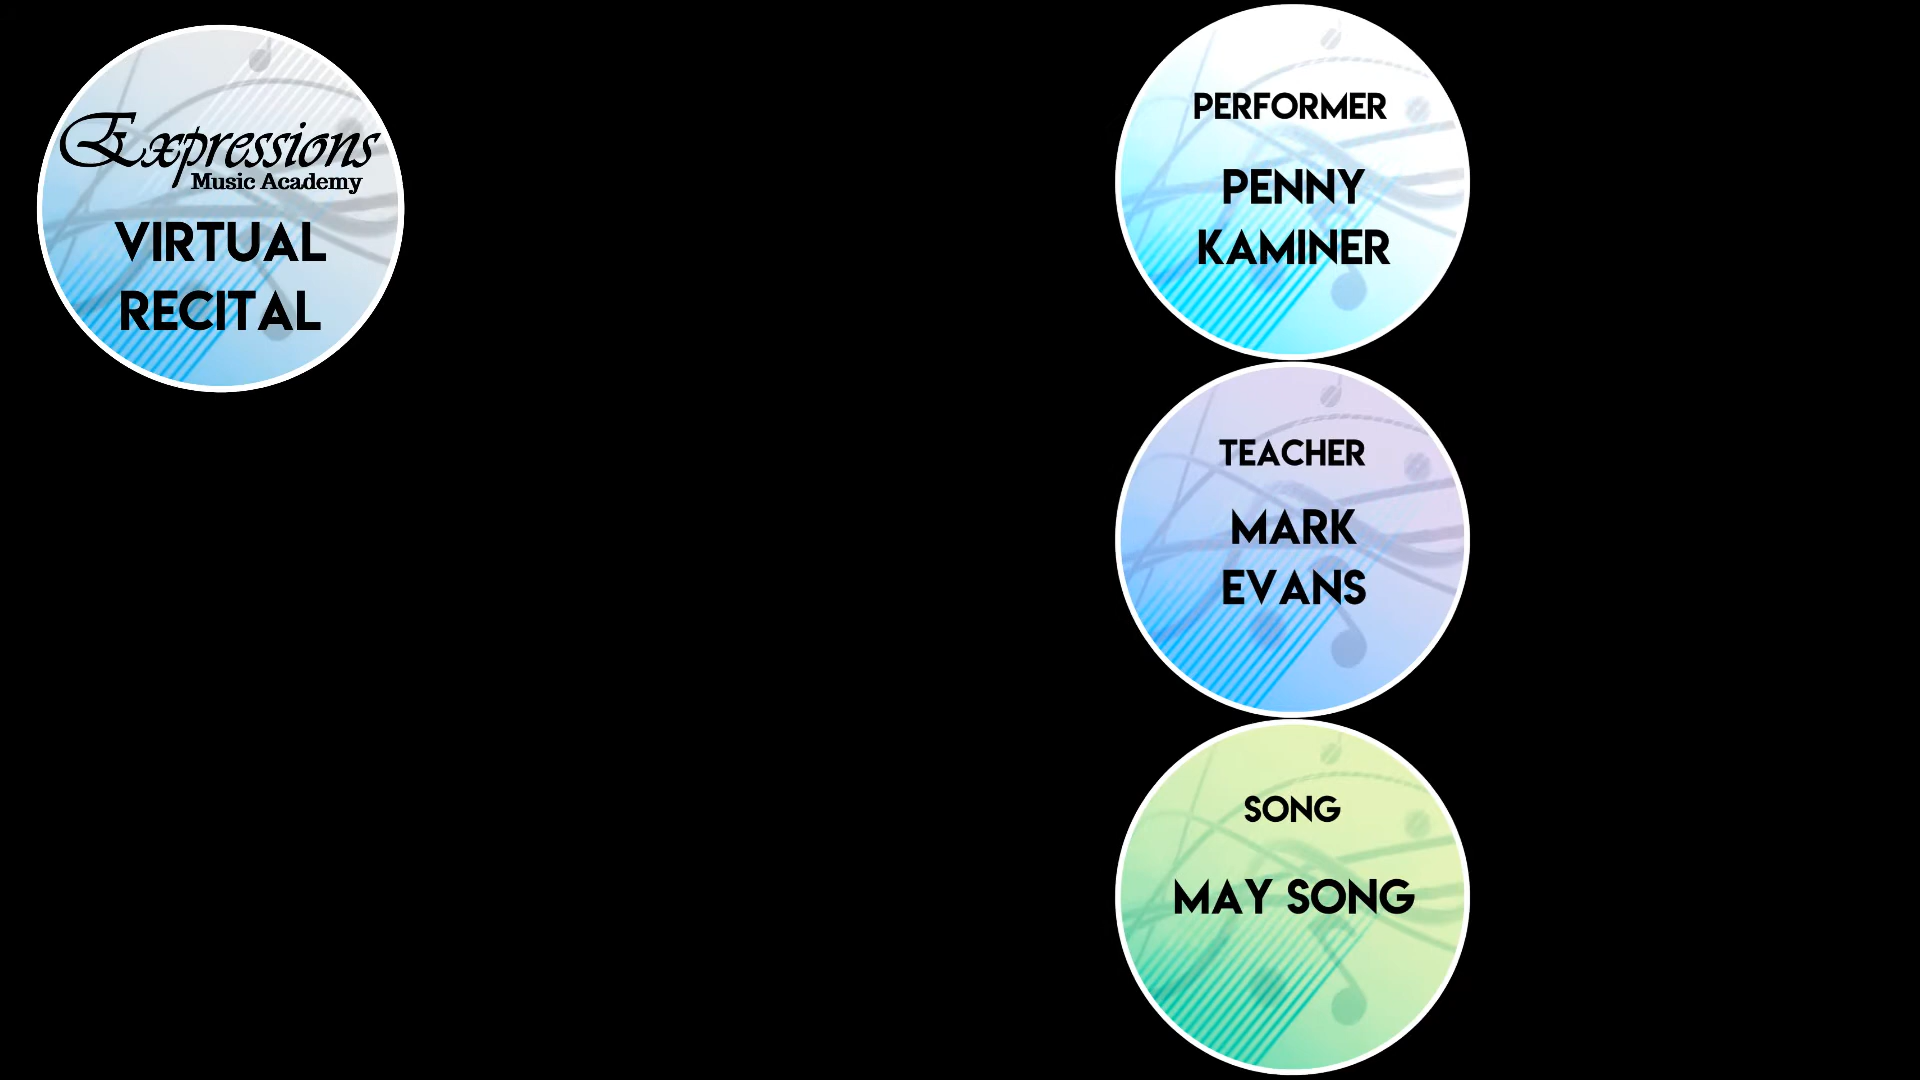 Expressions
Music Academy
VIRTUAL
RECITAL
PERFORMER
PENNY
KAMINER
TEACHER
MARK
EVANS
SONG
MAY SONG